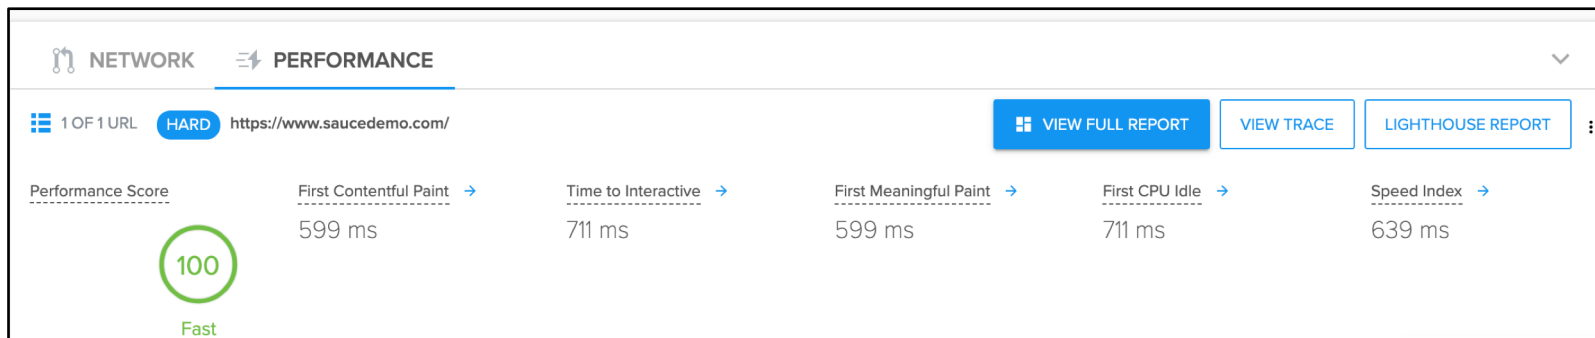 NETWORK PERFORMANCE
1 OF 1 URL HARD https://www.saucedemo.com/ VIEW FULL REPORT VIEW TRACE LIGHTHOUSE REPORT
Performance Score First Contentful Paint Time to Interactive First Meaningful Paint First CPU Idle Speed Index
599 ms 711 ms 599 ms 711 ms 639 ms
100
Fast